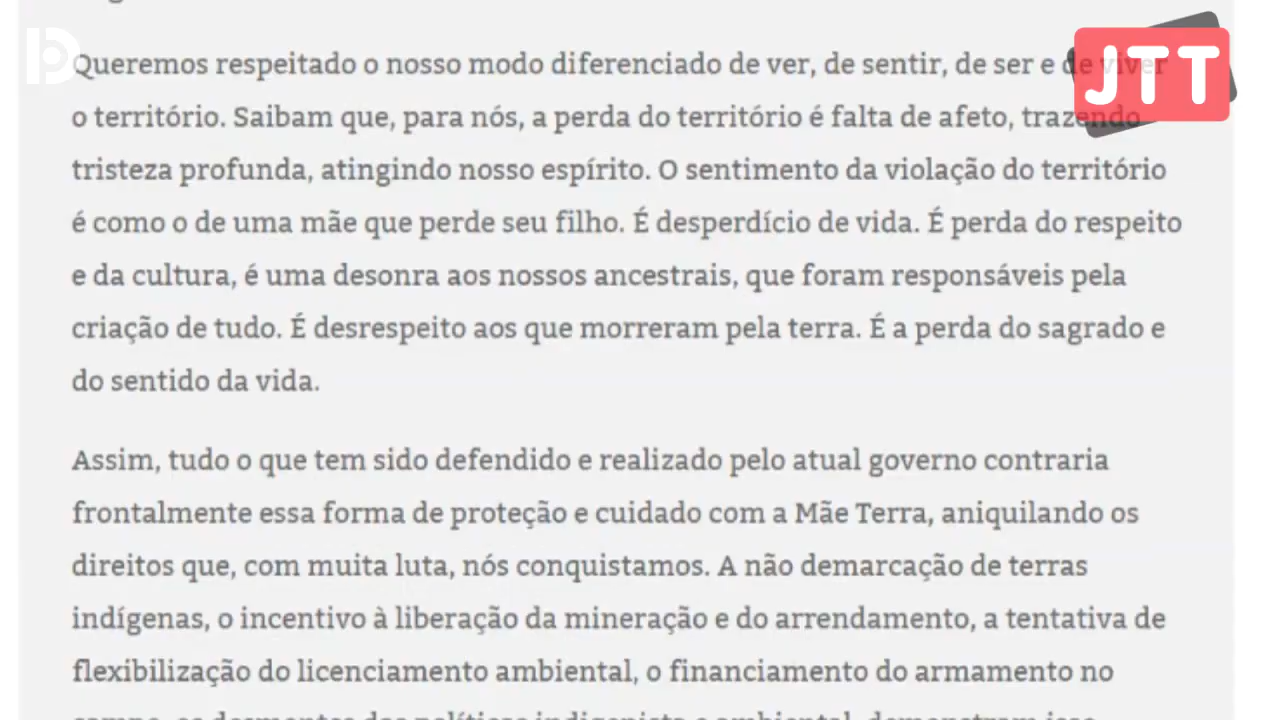 JTT
Queremos respeitado o nosso modo diferenciado de ver, de sentir, de ser e de viver
o território. Saibam que, para nós, a perda do território é falta de afeto, trazendo
tristeza profunda, atingindo nosso espírito. O sentimento da violação do território
é como o de uma mãe que perde seu filho. É desperdício de vida. É perda do respeito
e da cultura, é uma desonra aos nossos ancestrais, que foram responsáveis pela
criação de tudo. É desrespeito aos que morreram pela terra. É a perda do sagrado e
do sentido da vida.
Assim, tudo o que tem sido defendido e realizado pelo atual governo contraria
frontalmente essa forma de proteção e cuidado com a Mãe Terra, aniquilando os
direitos que, com muita luta, nós conquistamos. A não demarcação de terras
indígenas, o incentivo à liberação da mineração e do arrendamento, a tentativa de
flexibilização do licenciamento ambiental, o financiamento do armamento no